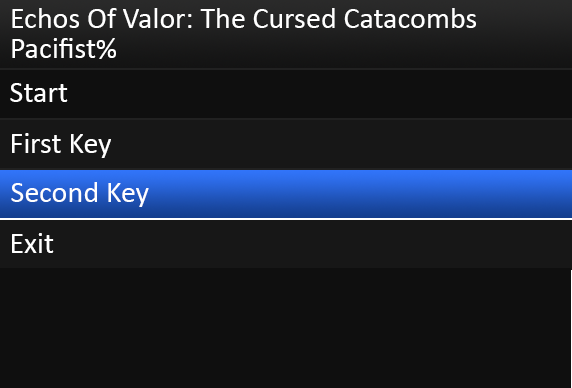 Echos Of Valor: The Cursed Catacombs
Pacifist%
Start
First Key
Second Key
Exit